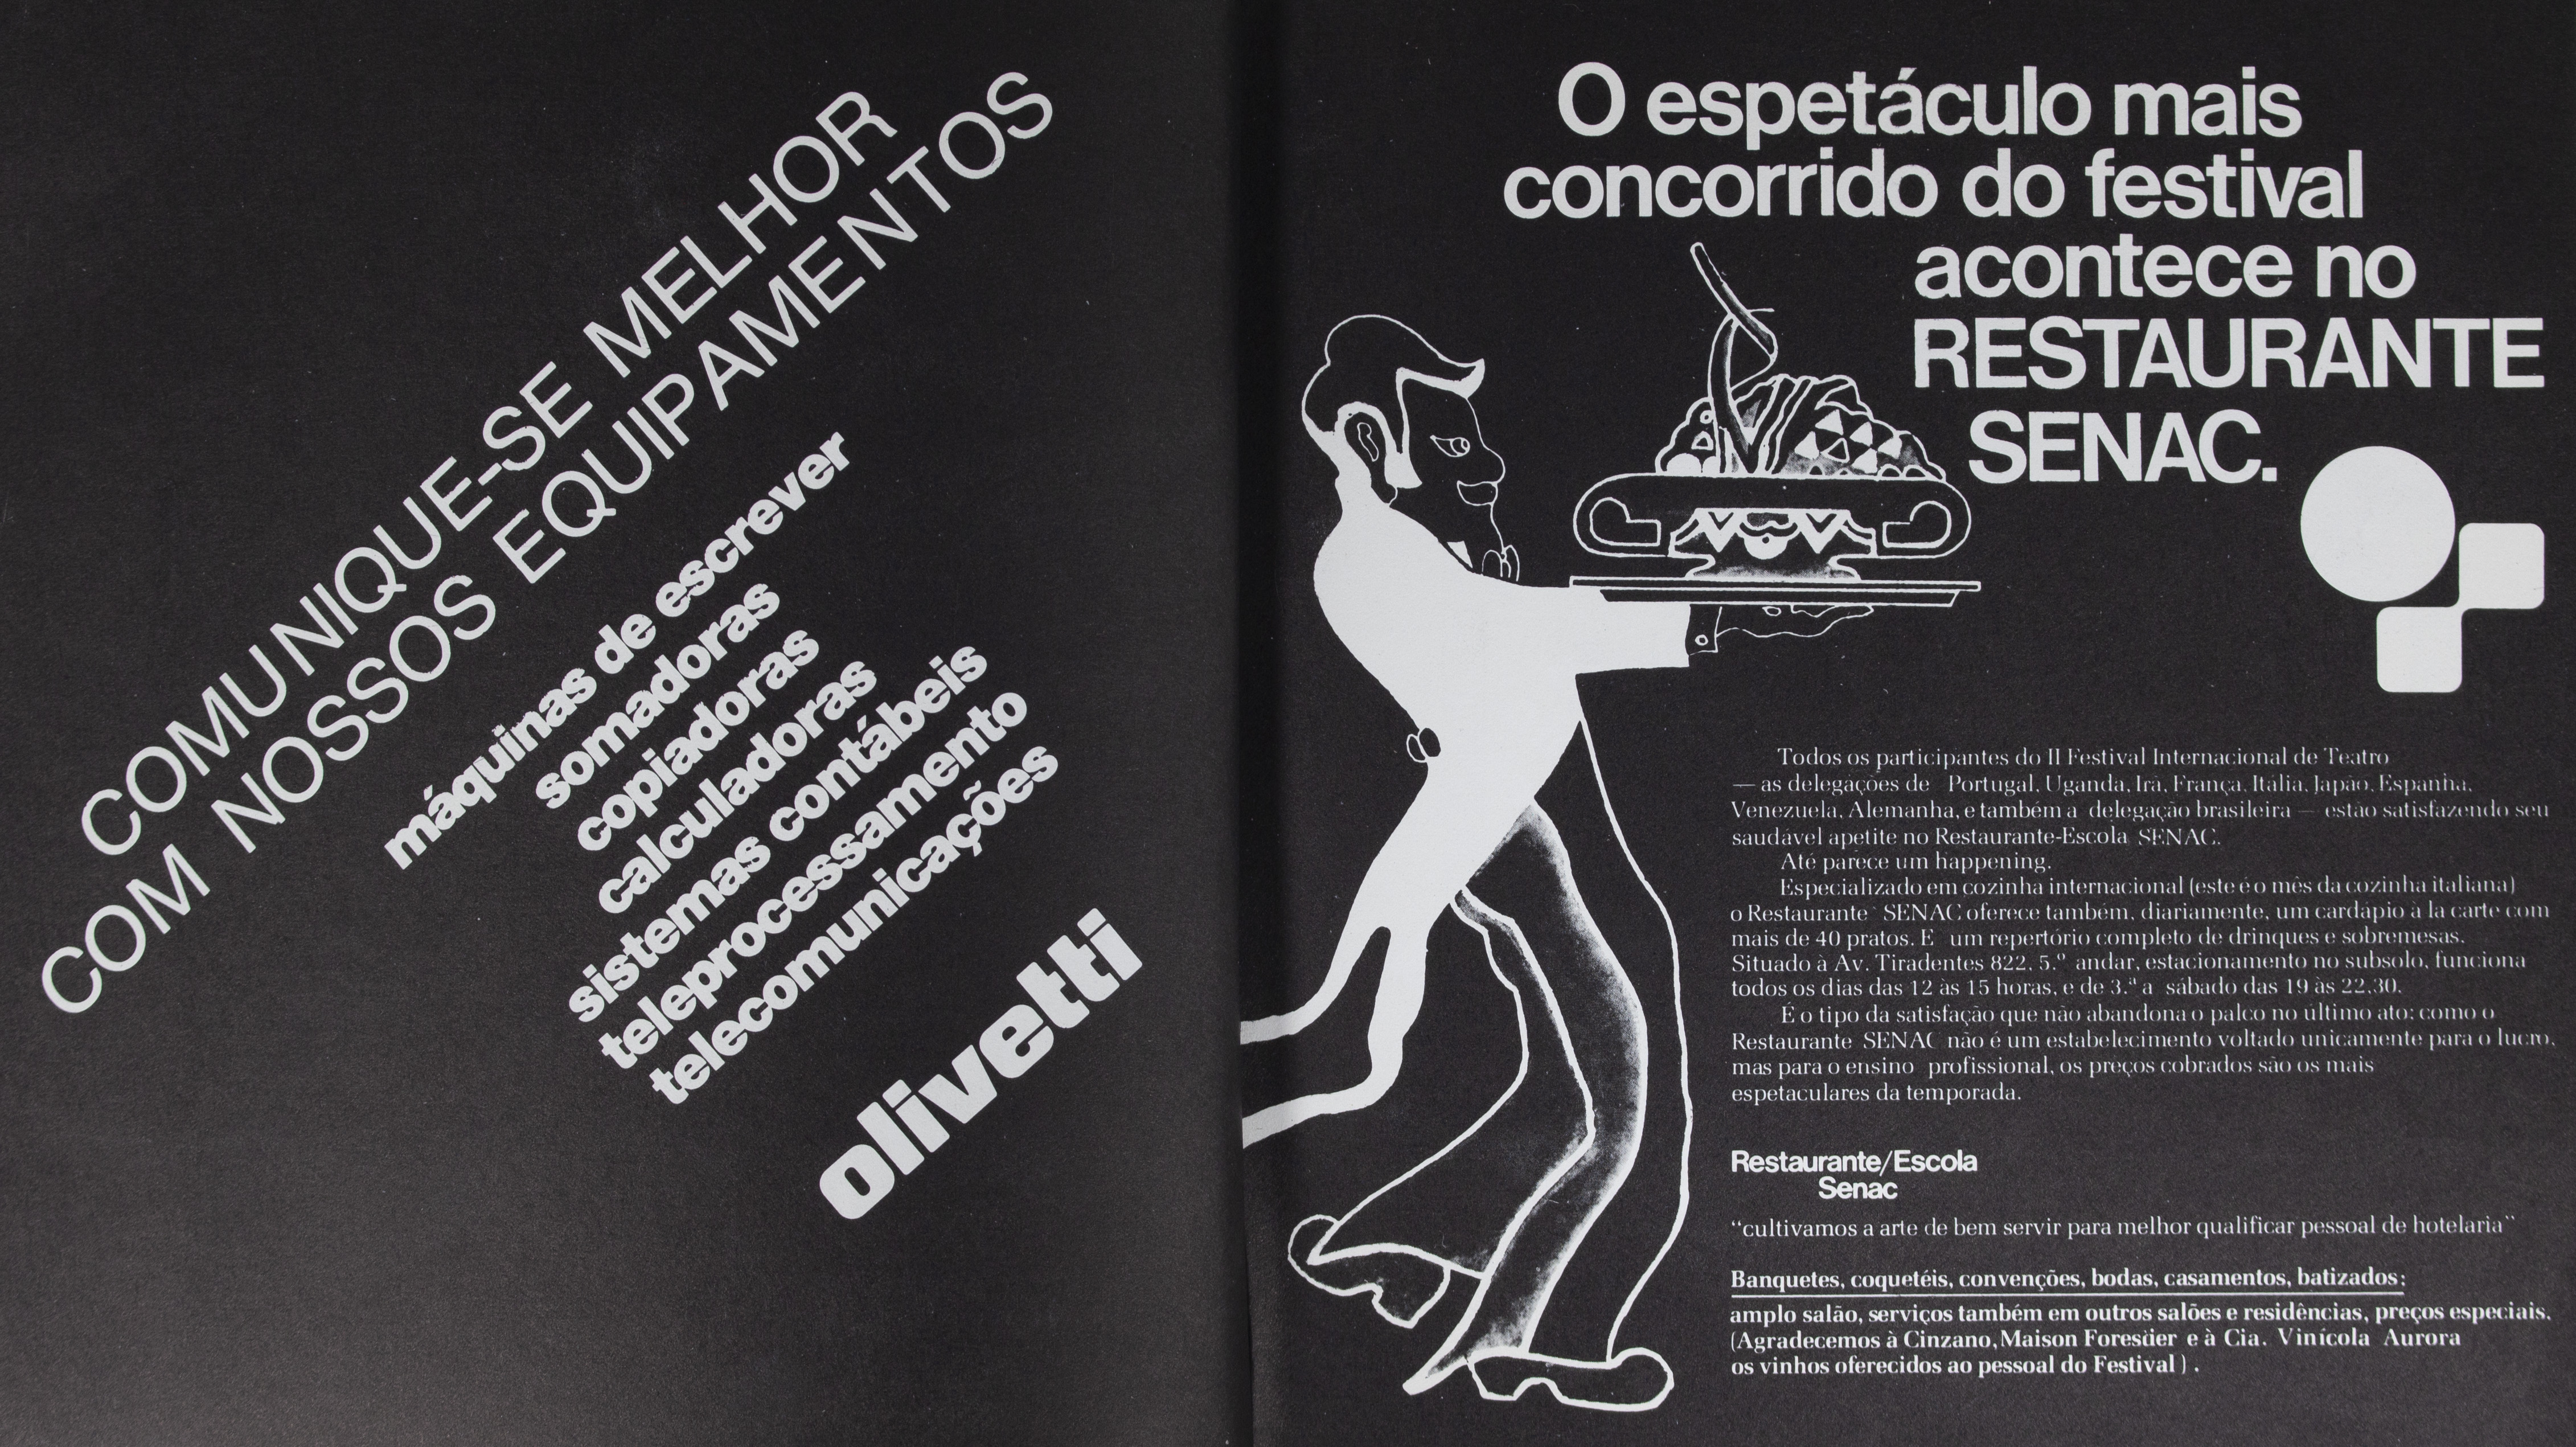 COMUNIQUE-SE MELHOR
COM NOSSOS EQUIPAMENTOS
máquinas de escrever
somadoras
copiadoras
calculadoras
sistemas contábeis
teleprocessamento
telecomunicações
olivetti
O espetáculo mais
concorrido do festival
acontece no
RESTAURANTE
SENAC.
Todos os participantes do II Festival Internacional de Teatro
— as delegações de Portugal, Uganda, Irã, França, Itália, Japão, Espanha,
Venezuela, Alemanha, e também a delegação brasileira — estão satisfazendo seu
saudável apetite no Restaurante-Escola SENAC.
Até parece um happening.
Especializado em cozinha internacional (este é o mês da cozinha italiana)
o Restaurante SENAC oferece também, diariamente, um cardápio à la carte com
mais de 40 pratos. E um repertório completo de drinques e sobremesas.
Situado à Av. Tiradentes 822, 5.º andar, estacionamento no subsolo, funciona
todos os dias das 12 às 15 horas, e de 3.ª a sábado das 19 às 22,30.
É o tipo da satisfação que não abandona o palco no último ato: como o
Restaurante SENAC não é um estabelecimento voltado unicamente para o lucro,
mas para o ensino profissional, os preços cobrados são os mais
espetaculares da temporada.
Restaurante/Escola
Senac
“cultivamos a arte de bem servir para melhor qualificar pessoal de hotelaria”
Banquetes, coquetéis, convenções, bodas, casamentos, batizados:
amplo salão, serviços também em outros salões e residências, preços especiais.
(Agradecemos à Cinzano, Maison Forestier e à Cia. Vinícola Aurora
os vinhos oferecidos ao pessoal do Festival ) .